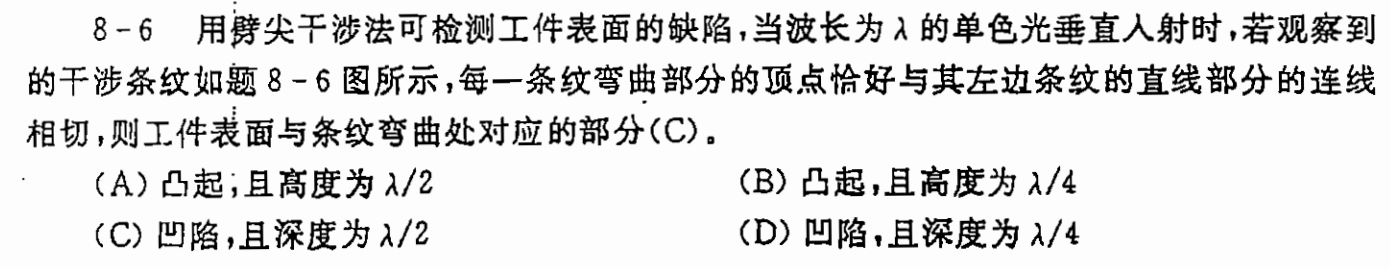 8-6 用劈尖干涉法可检测工件表面的缺陷,当波长为 λ 的单色光垂直入射时,若观察到
的干涉条纹如题 8-6 图所示,每一条纹弯曲部分的顶点恰好与其左边条纹的直线部分的连线
相切,则工件表面与条纹弯曲处对应的部分(C)。
(A) 凸起,且高度为 λ/2 (B) 凸起,且高度为 λ/4
(C) 凹陷,且深度为 λ/2 (D) 凹陷,且深度为 λ/4